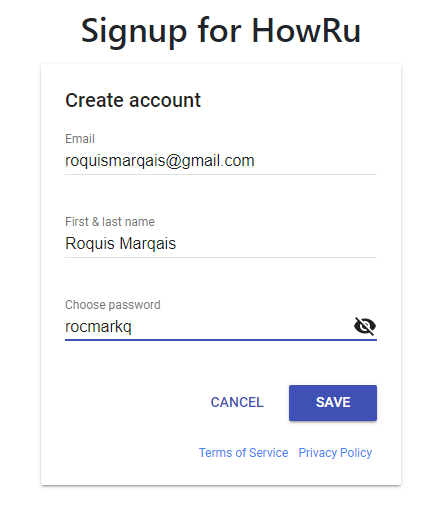 Signup for HowRu
Create account
Email
roquismarqais@gmail.com
First & last name
Roquis Marqais
Choose password
rocmarkq
CANCEL SAVE
Terms of Service Privacy Policy